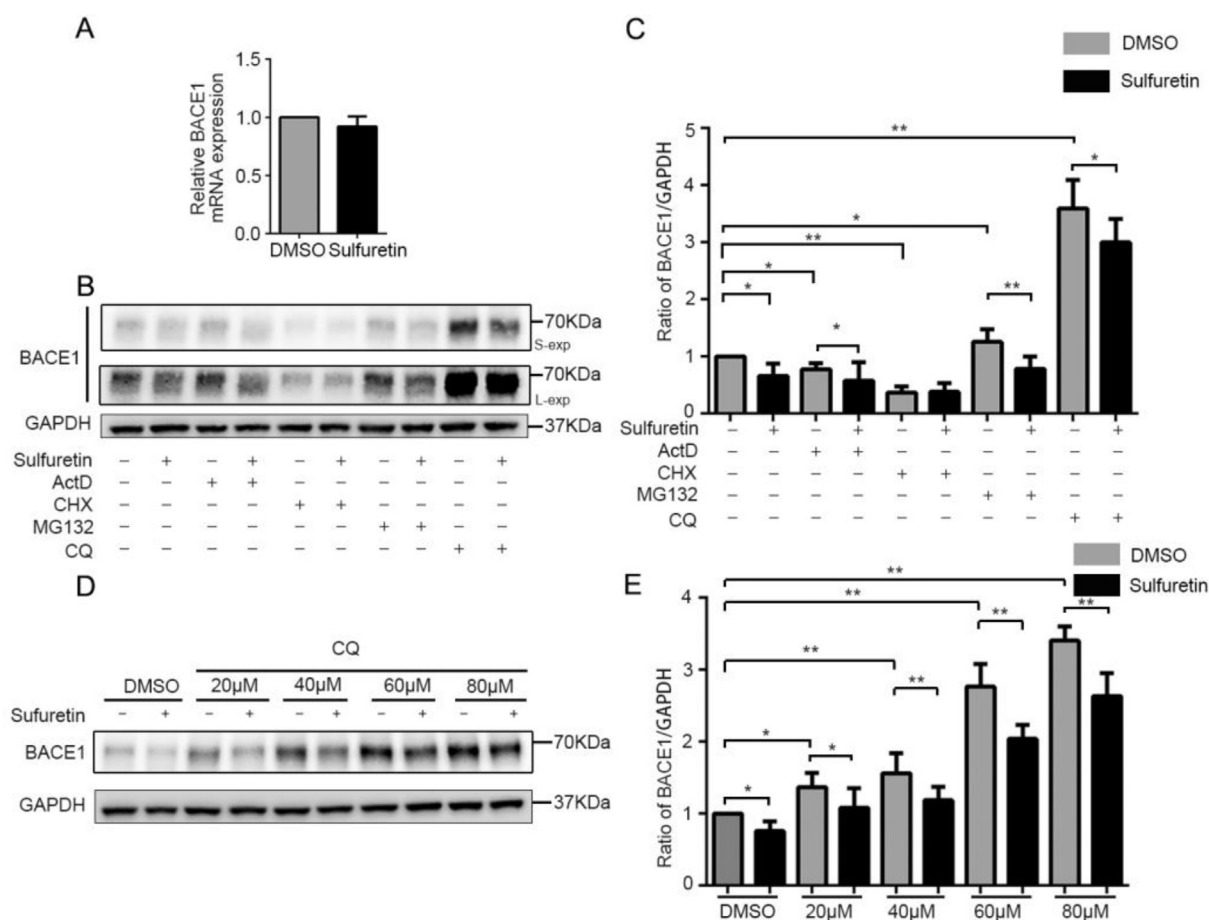 A
Relative BACE1
mRNA expression
1.5
1.0
0.5
0.0
DMSO Sulfuretin
B
BACE1
70KDa
S-exp
70KDa
L-exp
GAPDH
37KDa
Sulfuretin − + − + − + − + − +
ActD − − + + − − − − − −
CHX − − − − + + − − − −
MG132 − − − − − − + + − −
CQ − − − − − − − − + +
C
DMSO
Sulfuretin
Ratio of BACE1/GAPDH
5
4
3
2
1
0
**
*
*
**
**
*
*
*
**
Sulfuretin − + − + − + − + − +
ActD − − + + − − − − − −
CHX − − − − + + − − − −
MG132 − − − − − − + + − −
CQ − − − − − − − − + +
D
CQ
DMSO 20μM 40μM 60μM 80μM
Sufuretin − + − + − + − + − +
BACE1
70KDa
GAPDH
37KDa
E
DMSO
Sulfuretin
Ratio of BACE1/GAPDH
4
3
2
1
0
**
**
**
**
**
**
*
*
*
DMSO 20μM 40μM 60μM 80μM